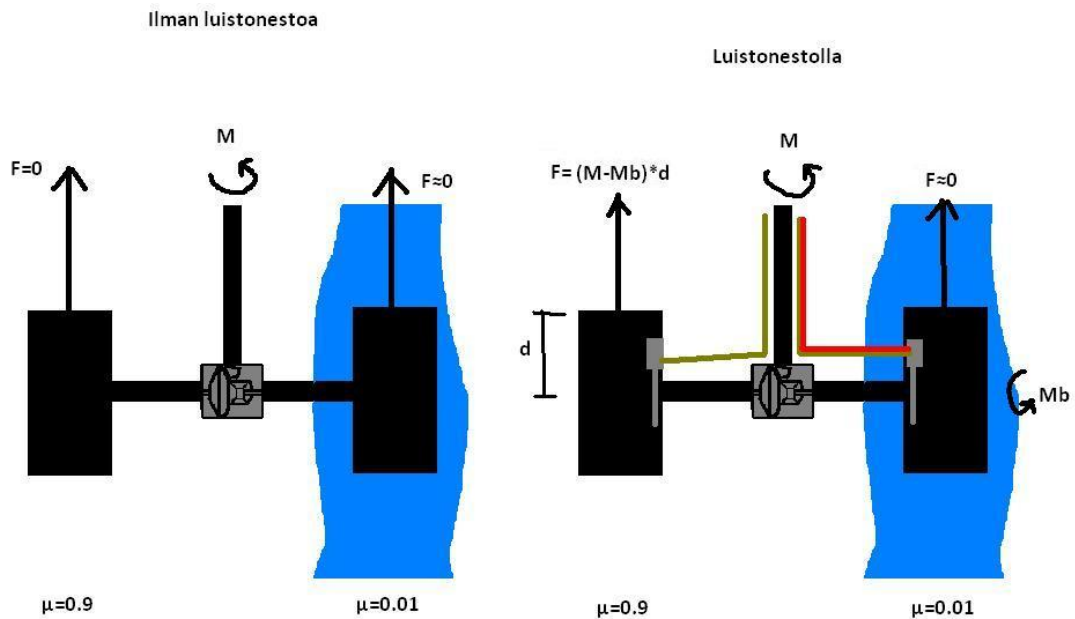 Ilman luistonestoa
Luistonestolla
M
F=0
F≈0
M
F= (M-Mb)*d
F≈0
d
Mb
μ=0.9
μ=0.01
μ=0.9
μ=0.01